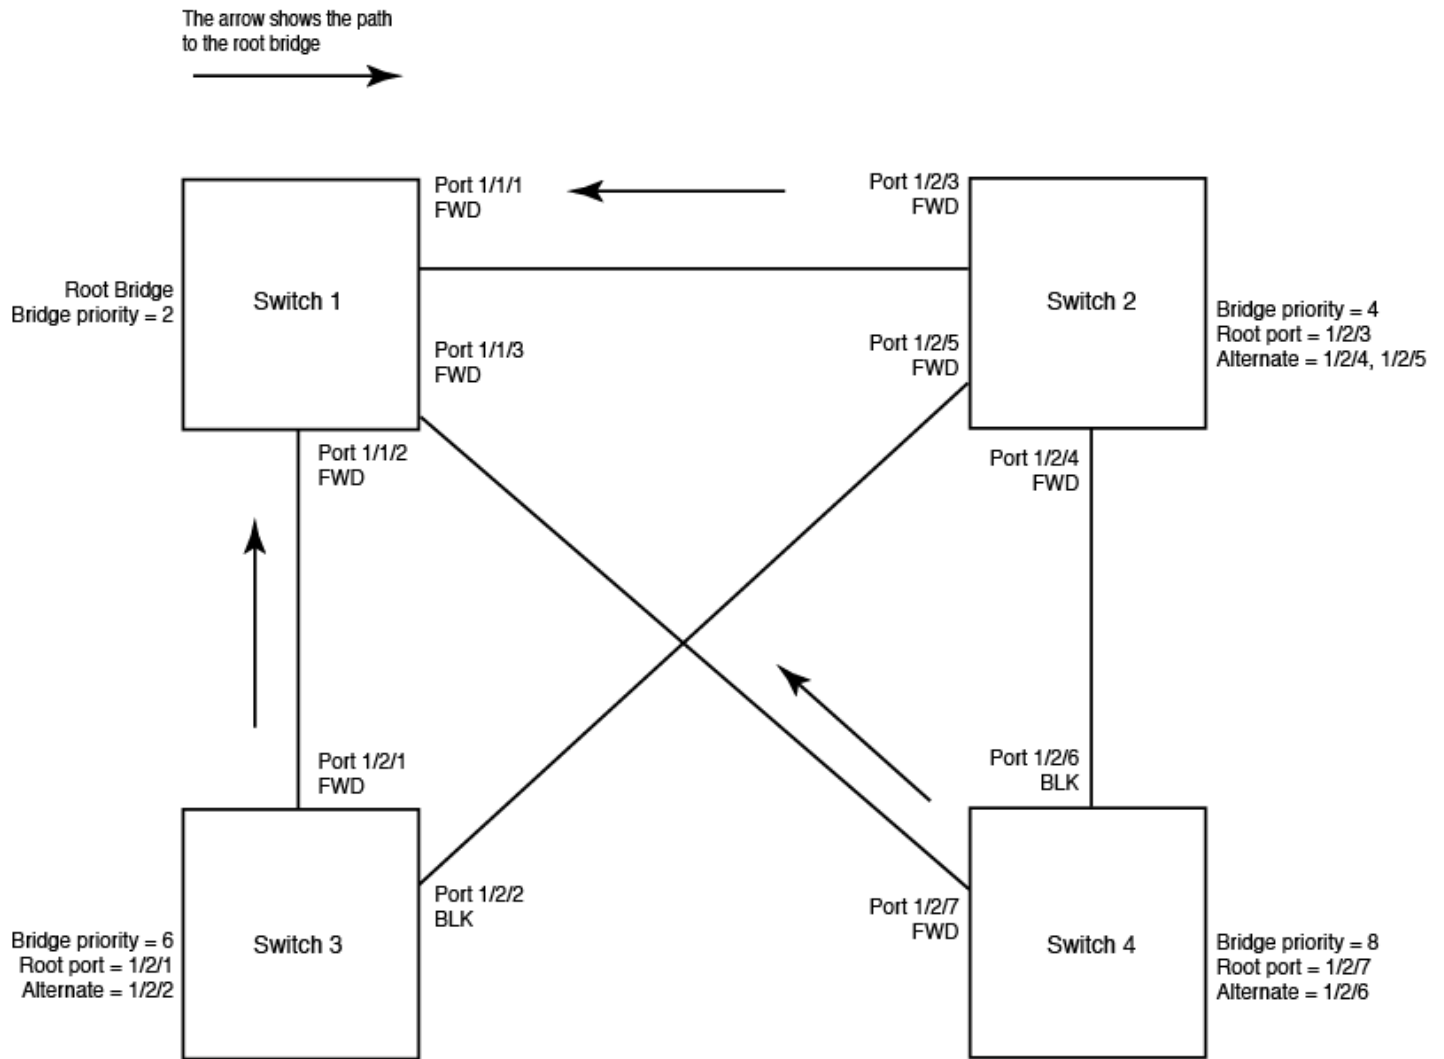 The arrow shows the path
to the root bridge
Port 1/1/1
FWD
Port 1/2/3
FWD
Root Bridge
Bridge priority = 2
Switch 1
Switch 2
Bridge priority = 4
Root port = 1/2/3
Alternate = 1/2/4, 1/2/5
Port 1/1/3
FWD
Port 1/2/5
FWD
Port 1/1/2
FWD
Port 1/2/4
FWD
Port 1/2/1
FWD
Port 1/2/6
BLK
Port 1/2/2
BLK
Port 1/2/7
FWD
Bridge priority = 6
Root port = 1/2/1
Alternate = 1/2/2
Switch 3
Switch 4
Bridge priority = 8
Root port = 1/2/7
Alternate = 1/2/6